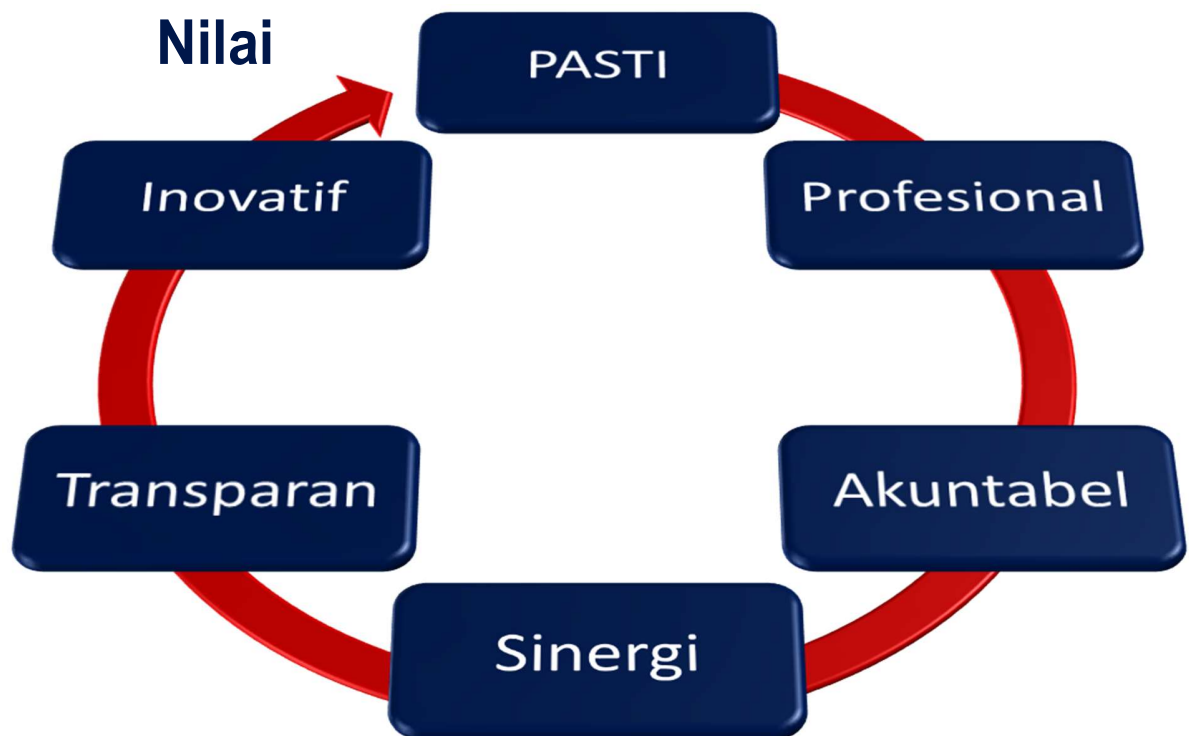 Nilai
PASTI
Profesional
Akuntabel
Sinergi
Transparan
Inovatif